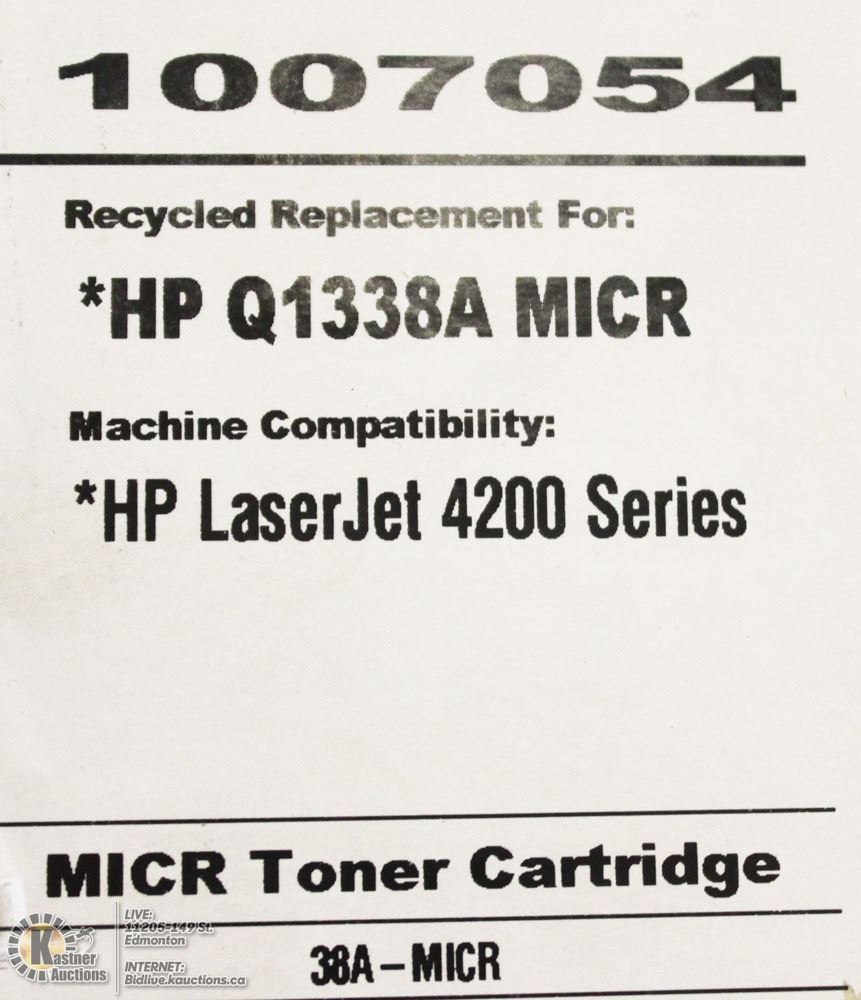 1007054
Recycled Replacement For:
*HP Q1338A MICR
Machine Compatibility:
*HP LaserJet 4200 Series
MICR Toner Cartridge
38A-MICR
Kastner
Auctions
LIVE:
11205-149 St.
Edmonton
INTERNET:
Bidlive.kauctions.ca